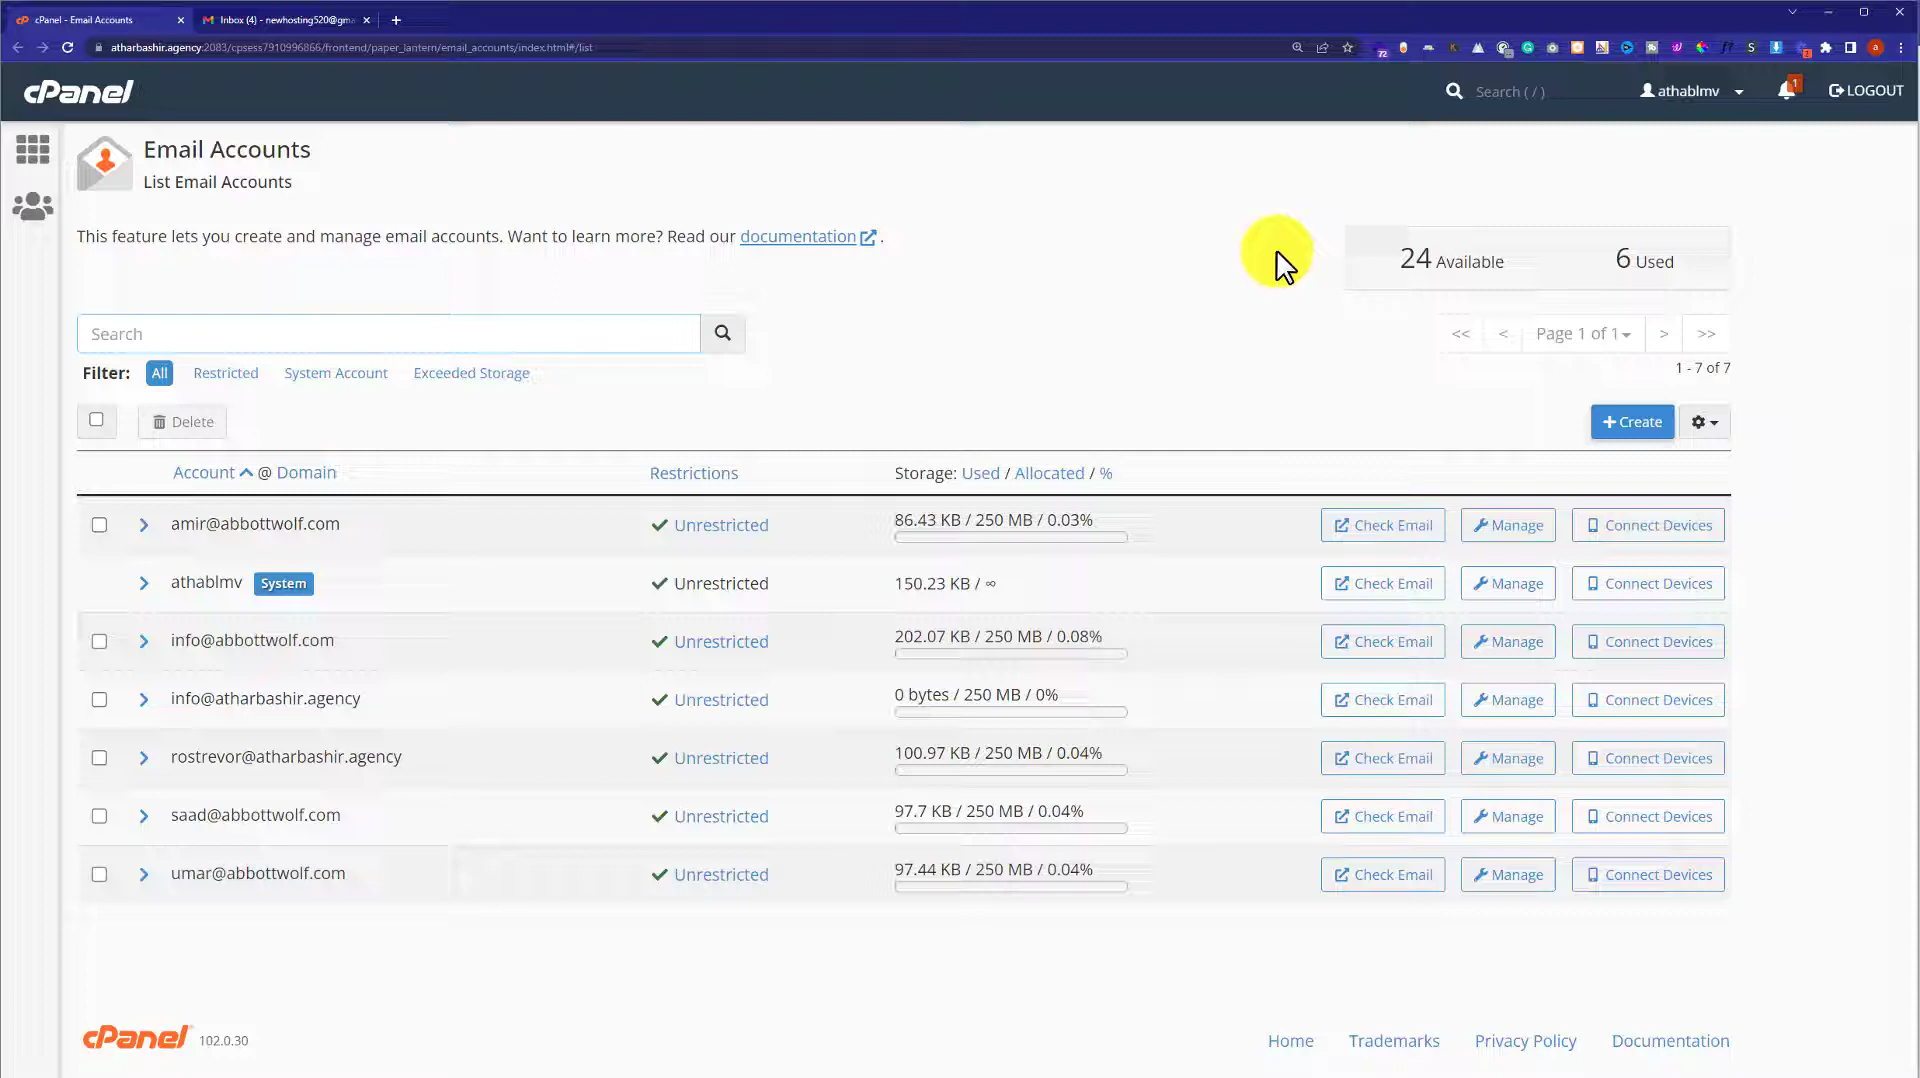 cPanel - Email Accounts
Inbox (4) - newhosting520@gma
atharbashir.agency:2083/cpsess7910996866/frontend/paper_lantern/email_accounts/index.html#/list
72
cPanel
Search ( / )
athablmv
1
LOGOUT
Email Accounts
List Email Accounts
This feature lets you create and manage email accounts. Want to learn more? Read our documentation .
24 Available
6 Used
Search
<< < Page 1 of 1 > >>
Filter: All Restricted System Account Exceeded Storage
1 - 7 of 7
Delete
Create
Account @ Domain Restrictions Storage: Used / Allocated / %
amir@abbottwolf.com Unrestricted 86.43 KB / 250 MB / 0.03% Check Email Manage Connect Devices
athablmv System Unrestricted 150.23 KB / ∞ Check Email Manage Connect Devices
info@abbottwolf.com Unrestricted 202.07 KB / 250 MB / 0.08% Check Email Manage Connect Devices
info@atharbashir.agency Unrestricted 0 bytes / 250 MB / 0% Check Email Manage Connect Devices
rostrevor@atharbashir.agency Unrestricted 100.97 KB / 250 MB / 0.04% Check Email Manage Connect Devices
saad@abbottwolf.com Unrestricted 97.7 KB / 250 MB / 0.04% Check Email Manage Connect Devices
umar@abbottwolf.com Unrestricted 97.44 KB / 250 MB / 0.04% Check Email Manage Connect Devices
cPanel 102.0.30
Home Trademarks Privacy Policy Documentation